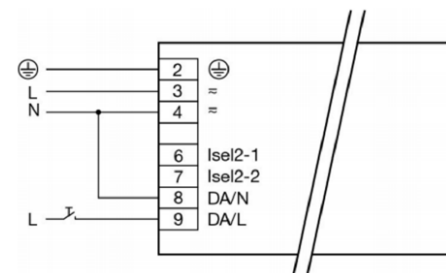 2
L 3 =
N 4 =
6 Isel2-1
7 Isel2-2
8 DA/N
L 9 DA/L